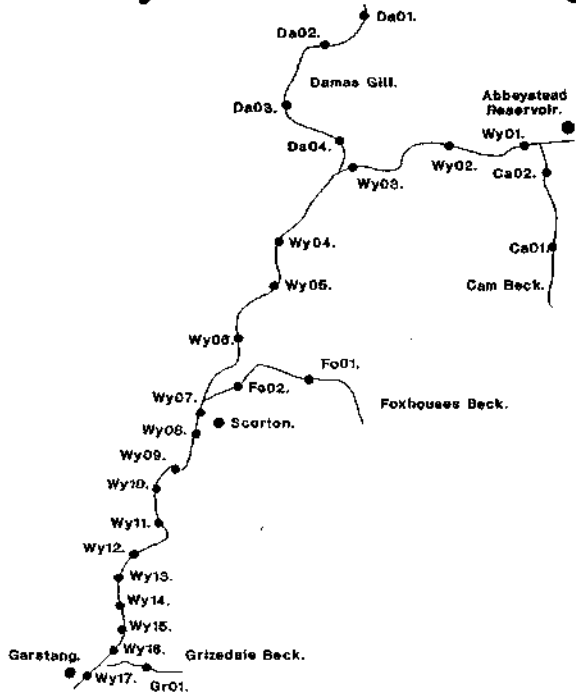 Da01.
Da02.
Damas Gill.
Da03.
Abbeystead
Reservoir.
Da04.
Wy01.
Wy02.
Wy03.
Ca02.
Wy04.
Ca01.
Wy05.
Cam Beck.
Wy06.
Fo01.
Fo02.
Wy07.
Foxhouses Beck.
Scorton.
Wy08.
Wy09.
Wy10.
Wy11.
Wy12.
Wy13.
Wy14.
Wy15.
Wy16.
Garstang.
Grizedale Beck.
Wy17.
Gr01.